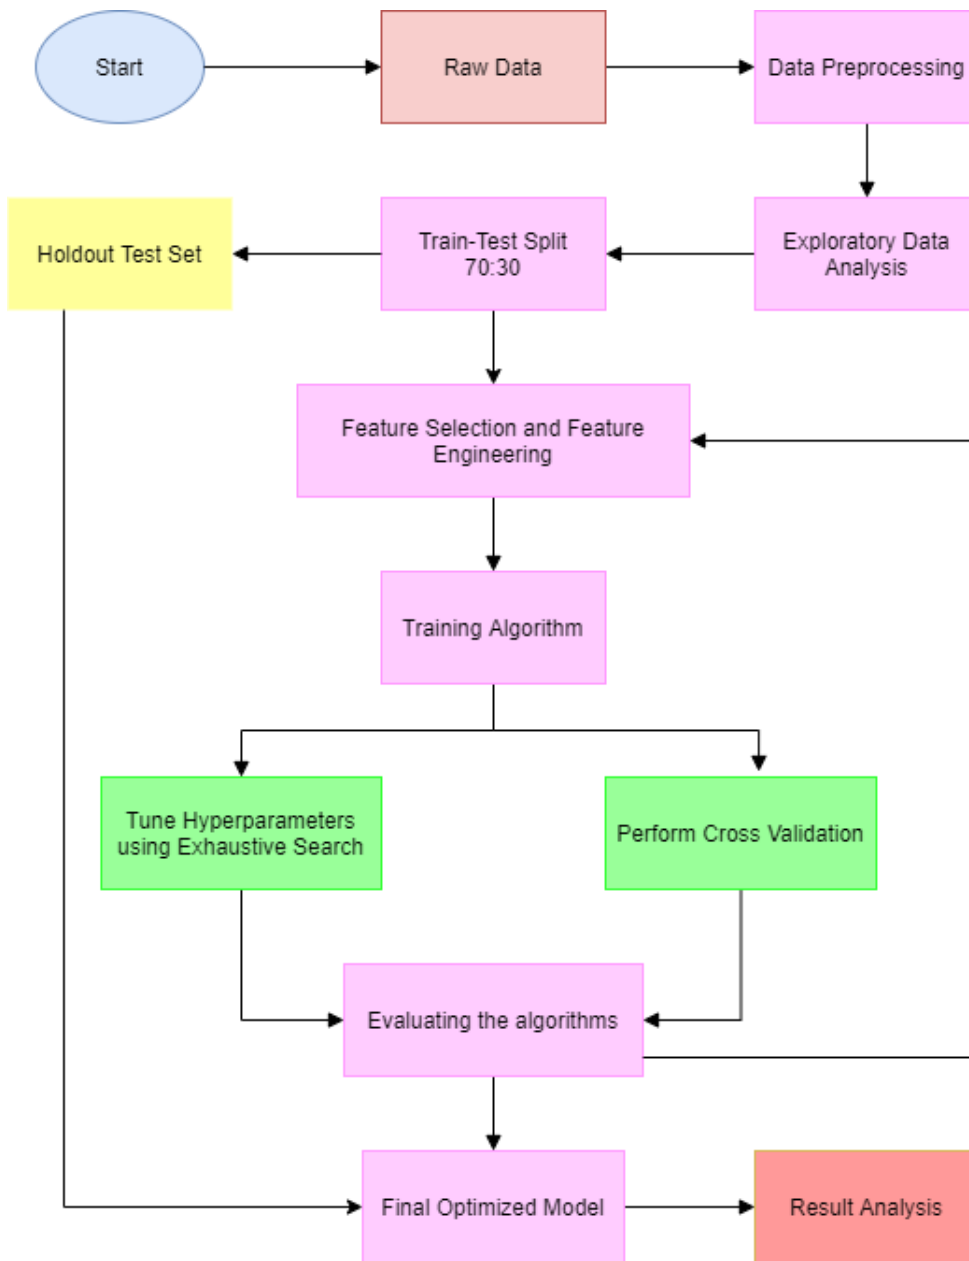 Start
Raw Data
Data Preprocessing
Holdout Test Set
Train-Test Split
70:30
Exploratory Data
Analysis
Feature Selection and Feature
Engineering
Training Algorithm
Tune Hyperparameters
using Exhaustive Search
Perform Cross Validation
Evaluating the algorithms
Final Optimized Model
Result Analysis